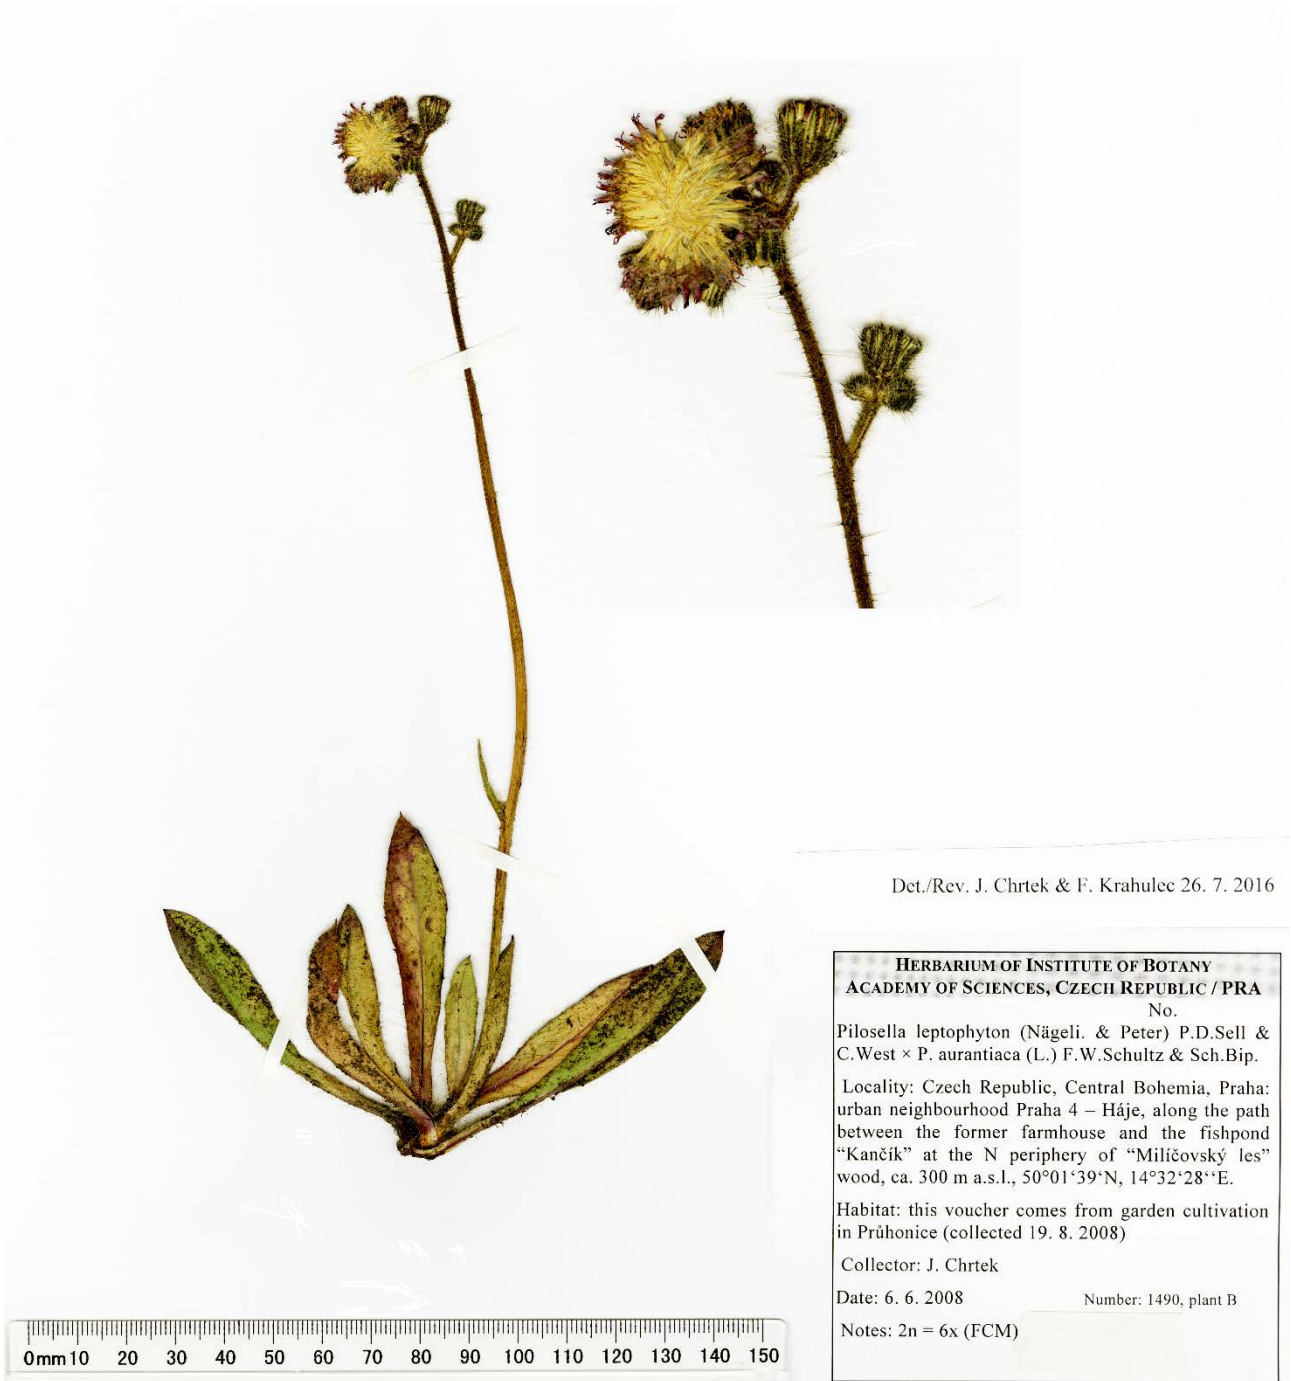 Det./Rev. J. Chrtek & F. Krahulec 26. 7. 2016
HERBARIUM OF INSTITUTE OF BOTANY
ACADEMY OF SCIENCES, CZECH REPUBLIC / PRA
No.
Pilosella leptophyton (Nägeli. & Peter) P.D.Sell &
C.West × P. aurantiaca (L.) F.W.Schultz & Sch.Bip.
Locality: Czech Republic, Central Bohemia, Praha:
urban neighbourhood Praha 4 – Háje, along the path
between the former farmhouse and the fishpond
“Kančík” at the N periphery of “Milíčovský les”
wood, ca. 300 m a.s.l., 50°01‘39‘N, 14°32‘28‘‘E.
Habitat: this voucher comes from garden cultivation
in Průhonice (collected 19. 8. 2008)
Collector: J. Chrtek
Date: 6. 6. 2008 Number: 1490, plant B
Notes: 2n = 6x (FCM)
0mm 10 20 30 40 50 60 70 80 90 100 110 120 130 140 150